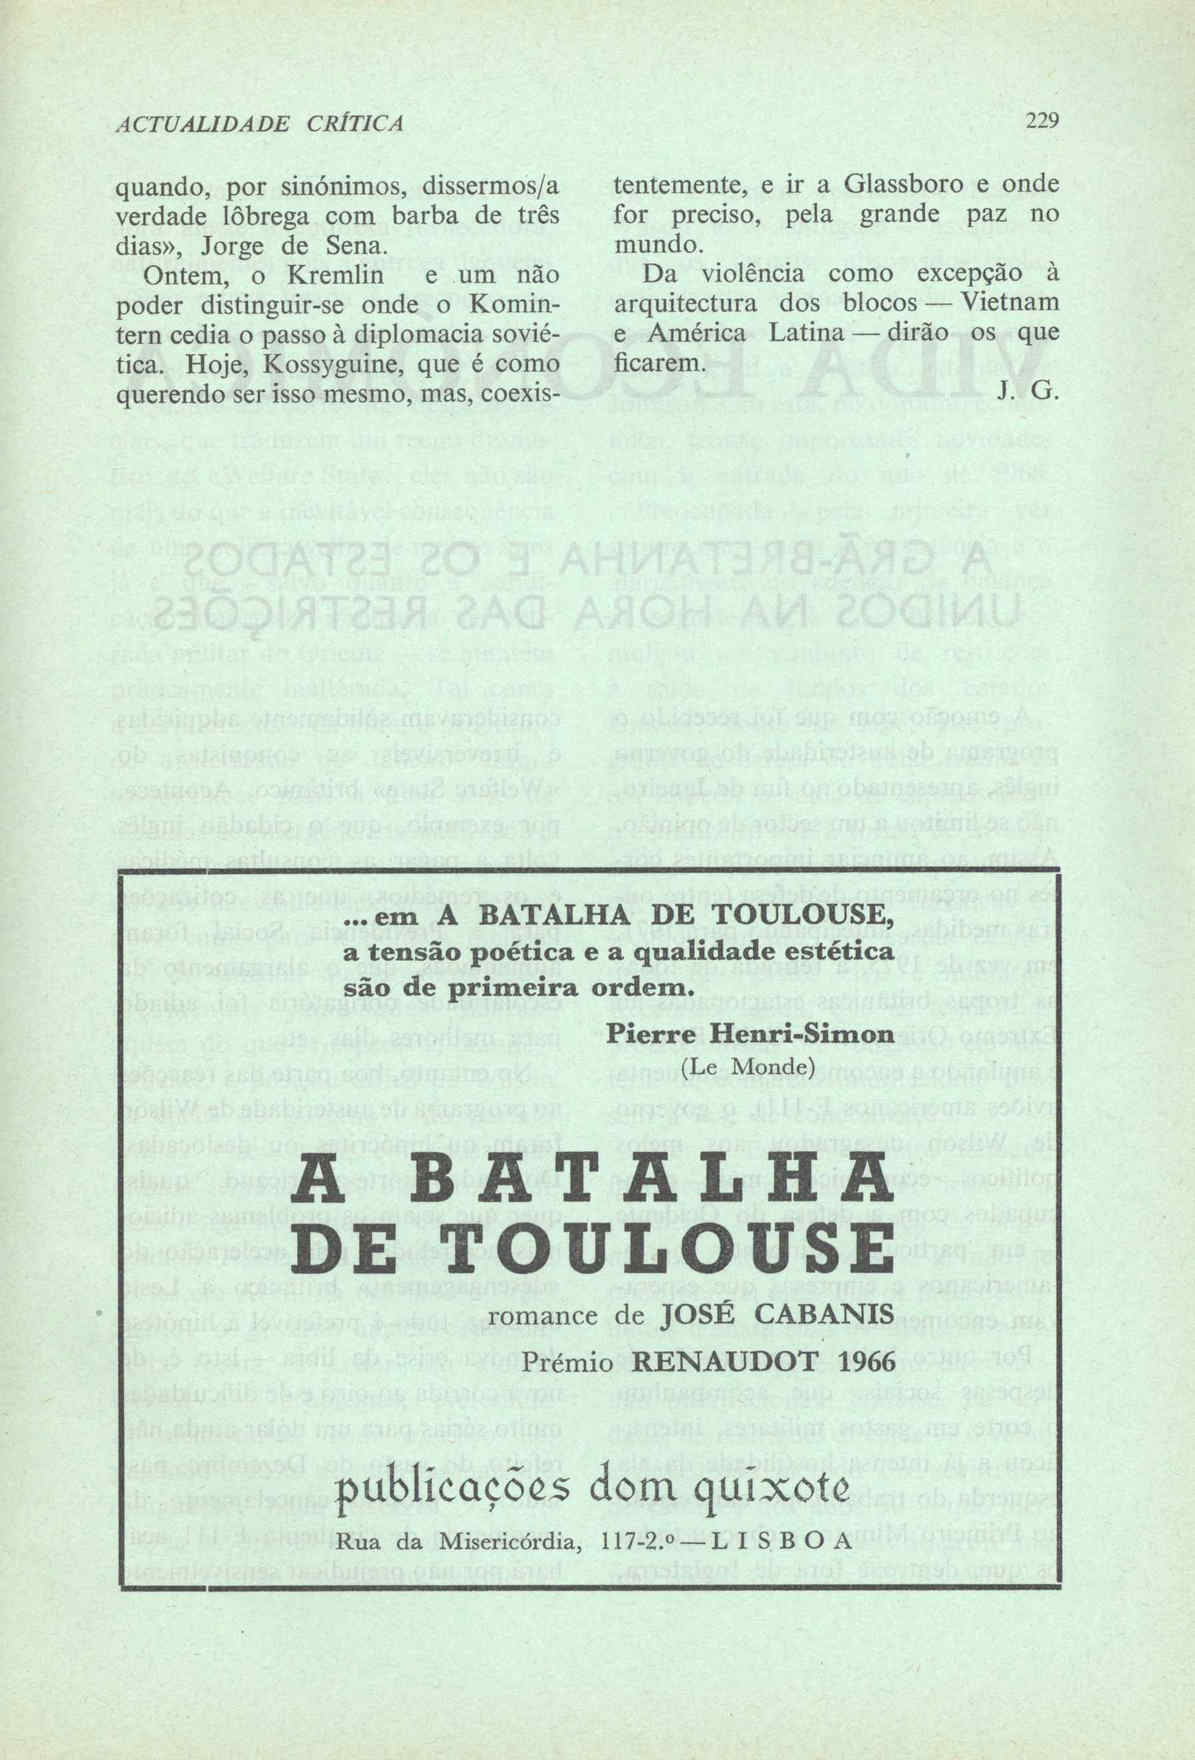 ACTUALIDADE CRÍTICA 229
quando, por sinónimos, dissermos/a
verdade lôbrega com barba de três
dias», Jorge de Sena.
Ontem, o Kremlin e um não
poder distinguir-se onde o Komin-
tern cedia o passo à diplomacia sovié-
tica. Hoje, Kossyguine, que é como
querendo ser isso mesmo, mas, coexis-
tentemente, e ir a Glassboro e onde
for preciso, pela grande paz no
mundo.
Da violência como excepção à
arquitectura dos blocos — Vietnam
e América Latina — dirão os que
ficarem.
J. G.
...em A BATALHA DE TOULOUSE,
a tensão poética e a qualidade estética
são de primeira ordem.
Pierre Henri-Simon
(Le Monde)
A BATALHA
DE TOULOUSE
romance de JOSÉ CABANIS
Prémio RENAUDOT 1966
publicações dom quixote
Rua da Misericórdia, 117-2.º — LISBOA